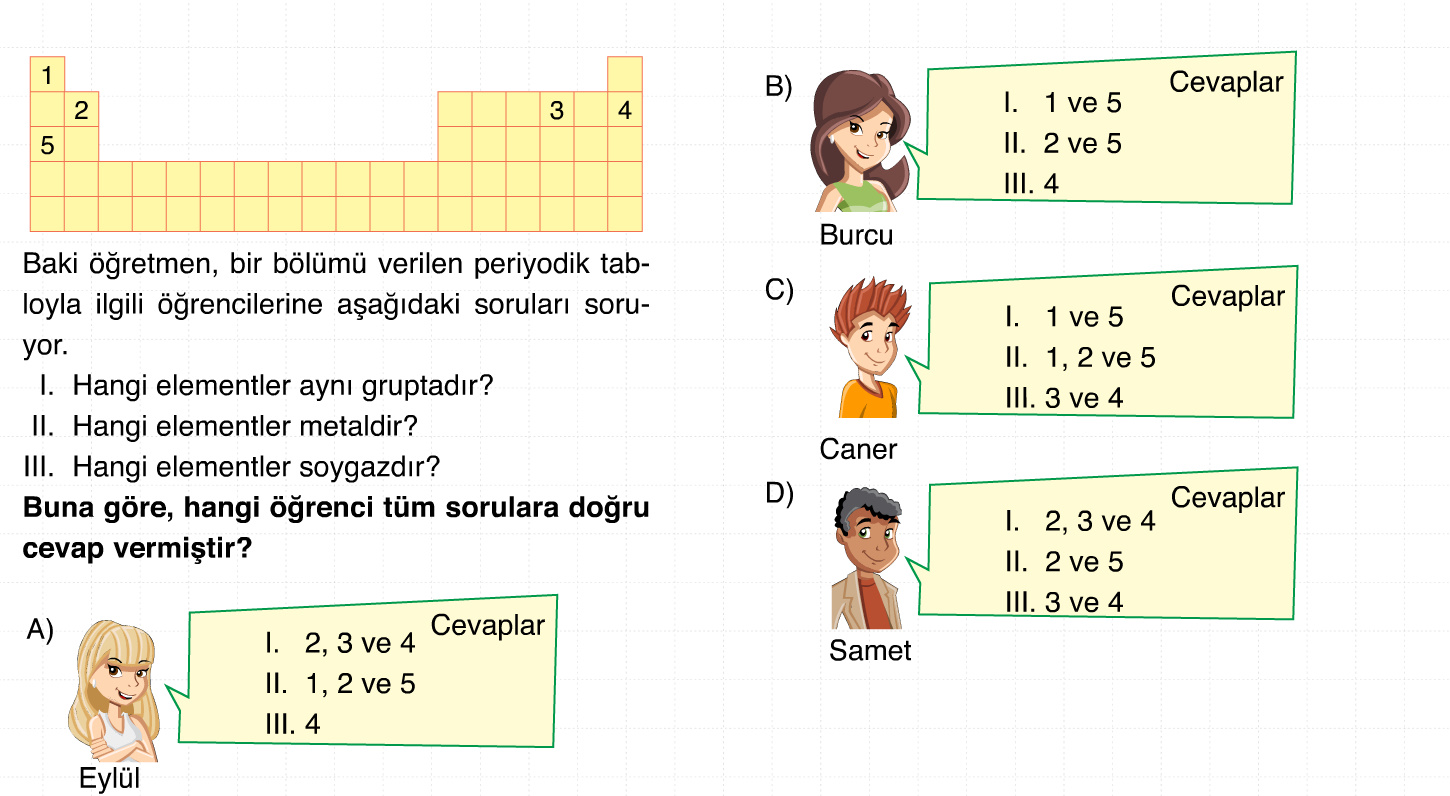 1
2 3 4
5
Baki öğretmen, bir bölümü verilen periyodik tab-
loyla ilgili öğrencilerine aşağıdaki soruları soru-
yor.
I. Hangi elementler aynı gruptadır?
II. Hangi elementler metaldir?
III. Hangi elementler soygazdır?
Buna göre, hangi öğrenci tüm sorulara doğru
cevap vermiştir?
A)
Cevaplar
I. 2, 3 ve 4
II. 1, 2 ve 5
III. 4
Eylül
B)
Cevaplar
I. 1 ve 5
II. 2 ve 5
III. 4
Burcu
C)
Cevaplar
I. 1 ve 5
II. 1, 2 ve 5
III. 3 ve 4
Caner
D)
Cevaplar
I. 2, 3 ve 4
II. 2 ve 5
III. 3 ve 4
Samet